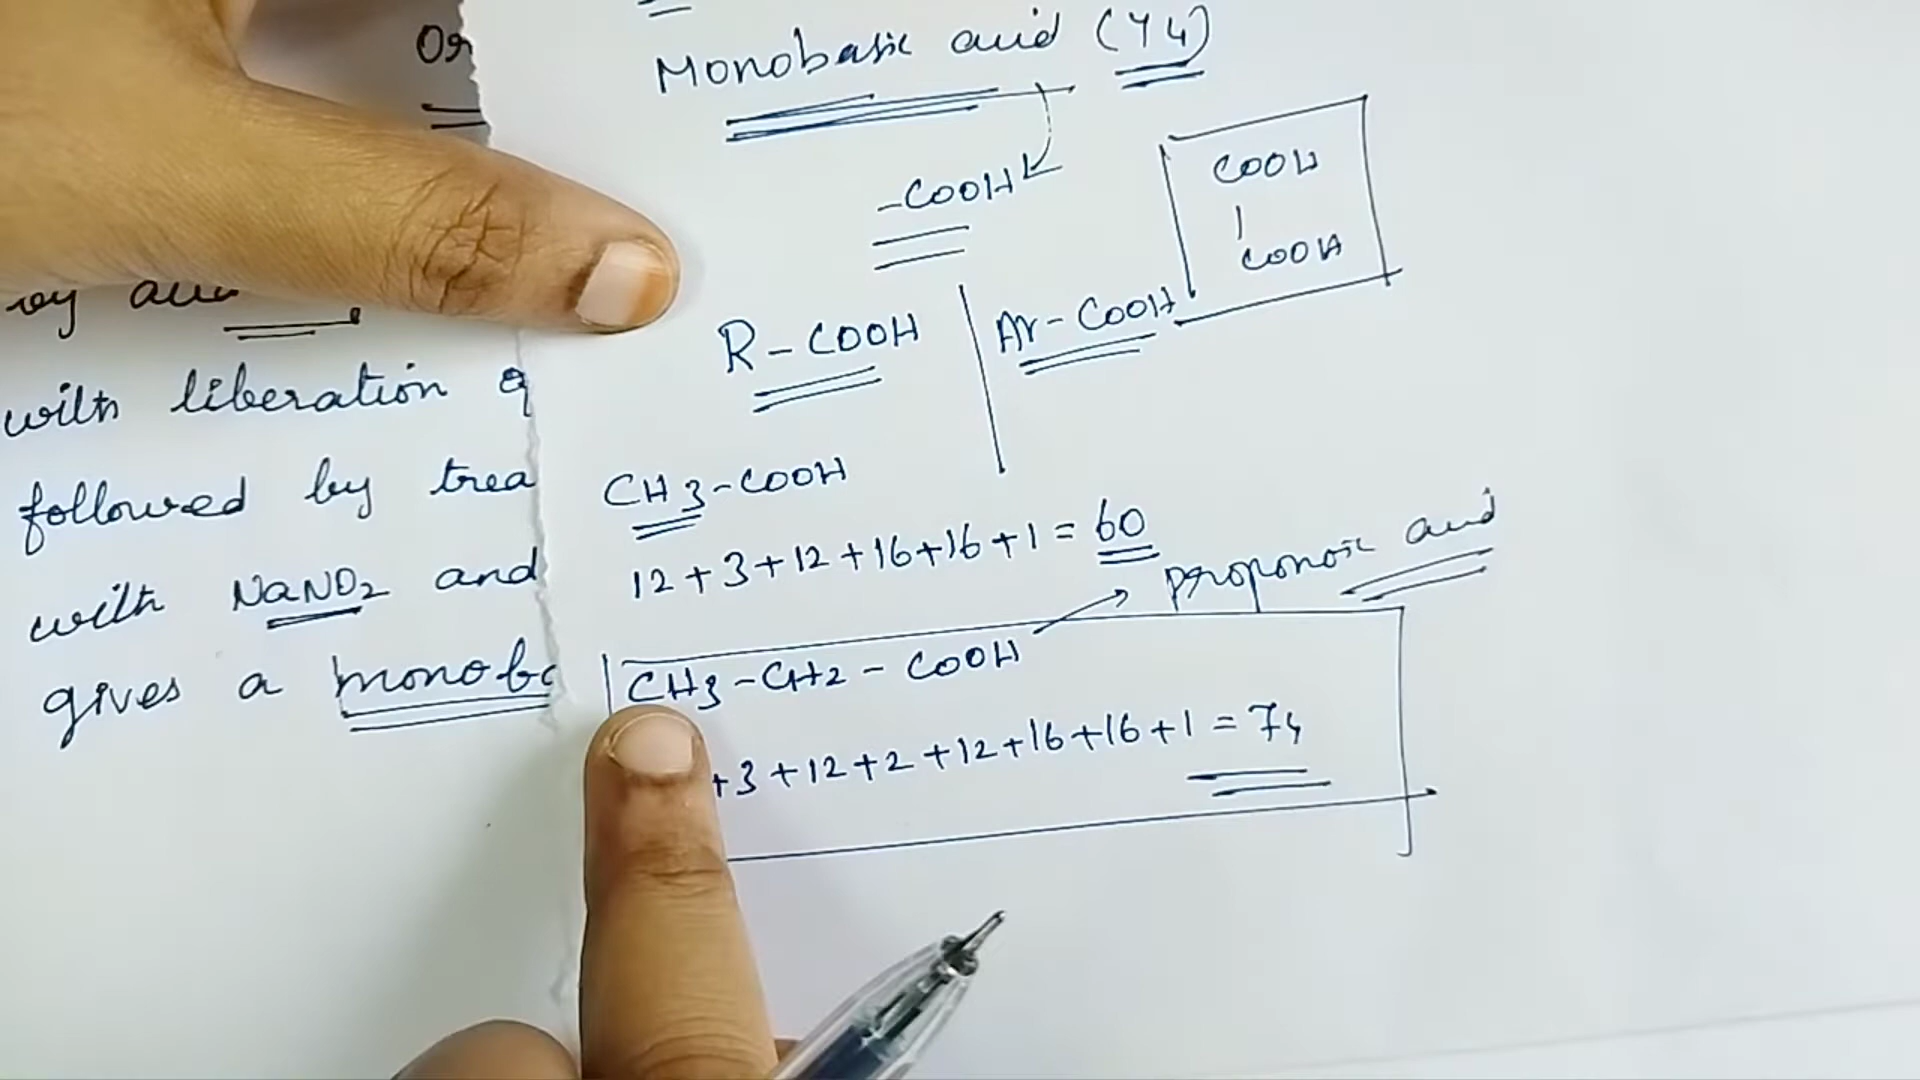 Or
with liberation
followed by trea
with NaNO2 and
gives a monoba
Monobasic acid (74)
-COOH
COOH
|
COOH
R-COOH
Ar-COOH
CH3-COOH
12+3+12+16+16+1=60
Proponoic acid
CH3-CH2-COOH
+3+12+2+12+16+16+1=74